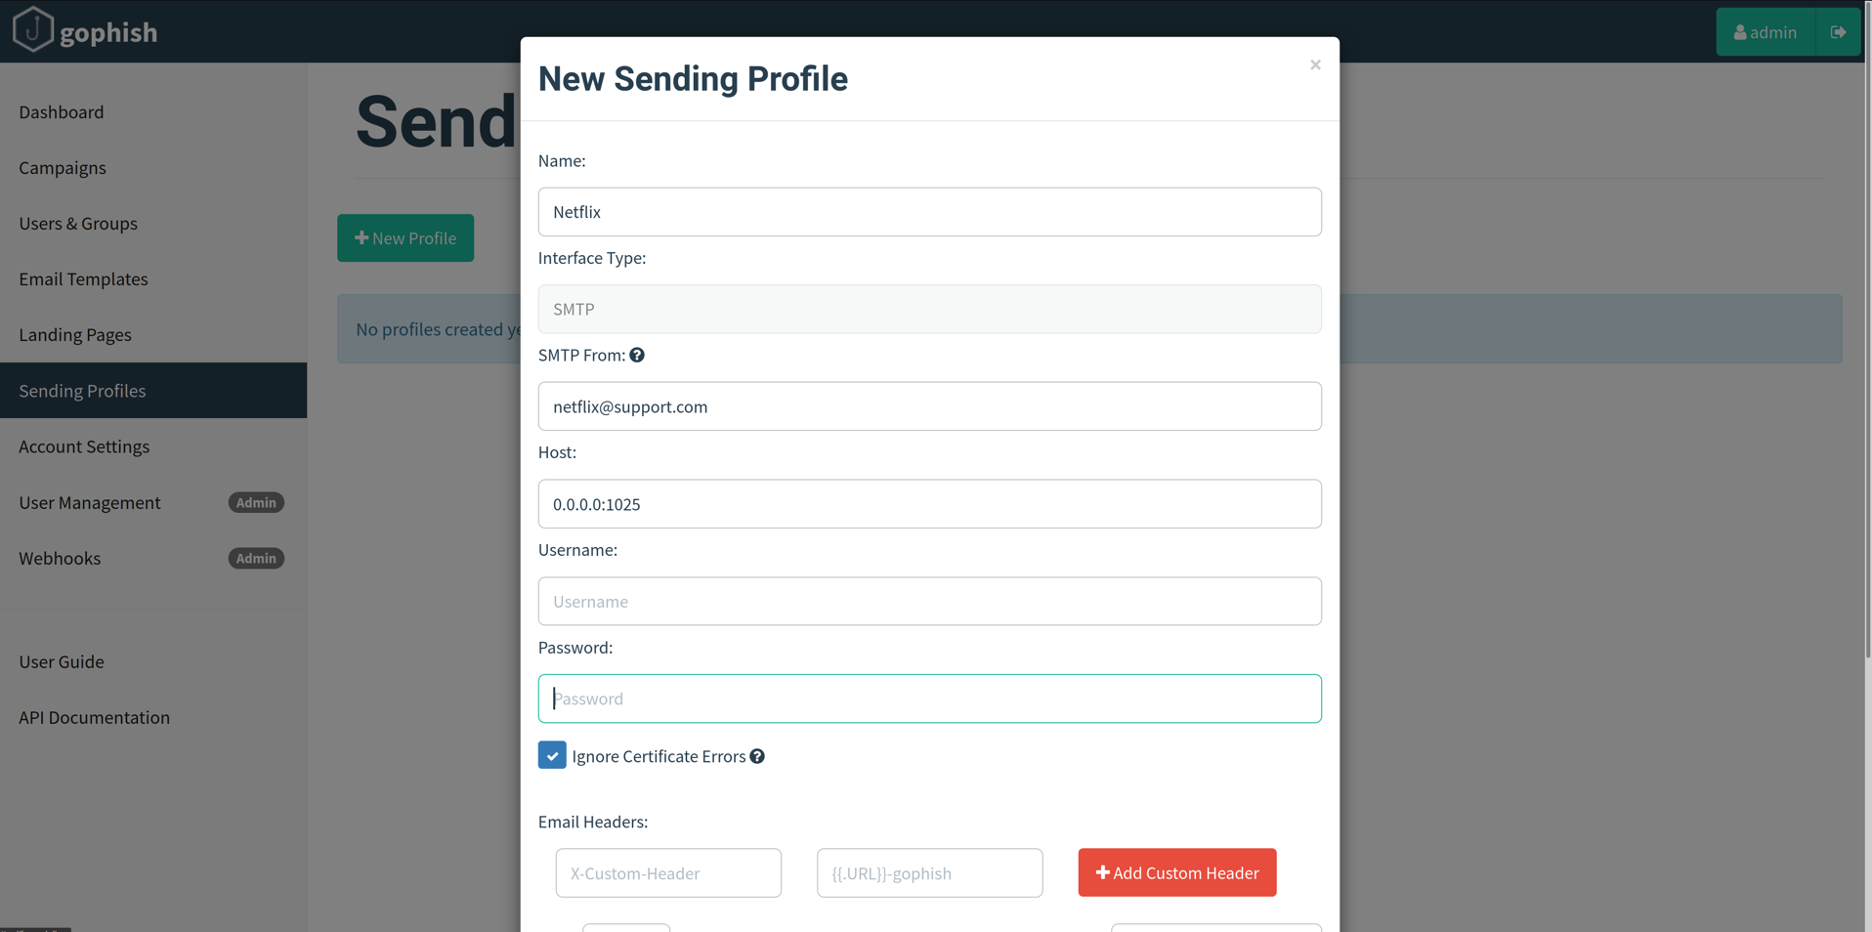 gophish
admin
New Sending Profile
×
Dashboard
Campaigns
Users & Groups
Email Templates
Landing Pages
Sending Profiles
Account Settings
User Management Admin
Webhooks Admin
User Guide
API Documentation
Send
New Profile
No profiles created ye
Name:
Netflix
Interface Type:
SMTP
SMTP From:
netflix@support.com
Host:
0.0.0.0:1025
Username:
Username
Password:
Password
Ignore Certificate Errors
Email Headers:
X-Custom-Header {{.URL}}-gophish Add Custom Header